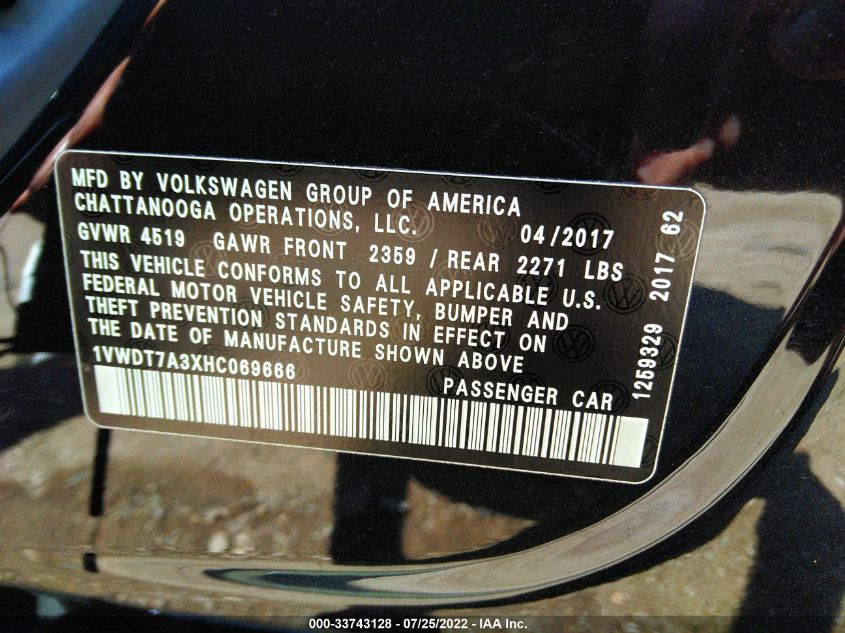 MFD BY VOLKSWAGEN GROUP OF AMERICA
CHATTANOOGA OPERATIONS, LLC. 04/2017
GVWR 4519 GAWR FRONT 2359 / REAR 2271 LBS
THIS VEHICLE CONFORMS TO ALL APPLICABLE U.S.
FEDERAL MOTOR VEHICLE SAFETY, BUMPER AND
THEFT PREVENTION STANDARDS IN EFFECT ON
THE DATE OF MANUFACTURE SHOWN ABOVE
1VWDT7A3XHC069666
PASSENGER CAR
1259329 2017 62
000-33743128 - 07/25/2022 - IAA Inc.